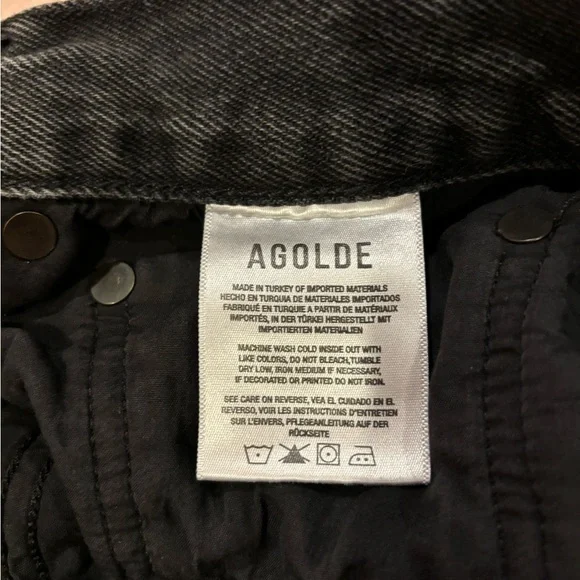 AGOLDE
MADE IN TURKEY OF IMPORTED MATERIALS
HECHO EN TURQUIA DE MATERIALES IMPORTADOS
FABRIQUÉ EN TURQUIE A PARTIR DE MATÉRIAUX
IMPORTÉS, IN DER TÜRKEI HERGESTELLT MIT
IMPORTIERTEN MATERIALIEN
MACHINE WASH COLD INSIDE OUT WITH
LIKE COLORS, DO NOT BLEACH,TUMBLE
DRY LOW, IRON MEDIUM IF NECESSARY,
IF DECORATED OR PRINTED DO NOT IRON.
SEE CARE ON REVERSE, VEA EL CUIDADO EN EL
REVERSO, VOIR LES INSTRUCTIONS D'ENTRETIEN
SUR L'ENVERS, PFLEGEANLEITUNG AUF DER
RÜCKSEITE